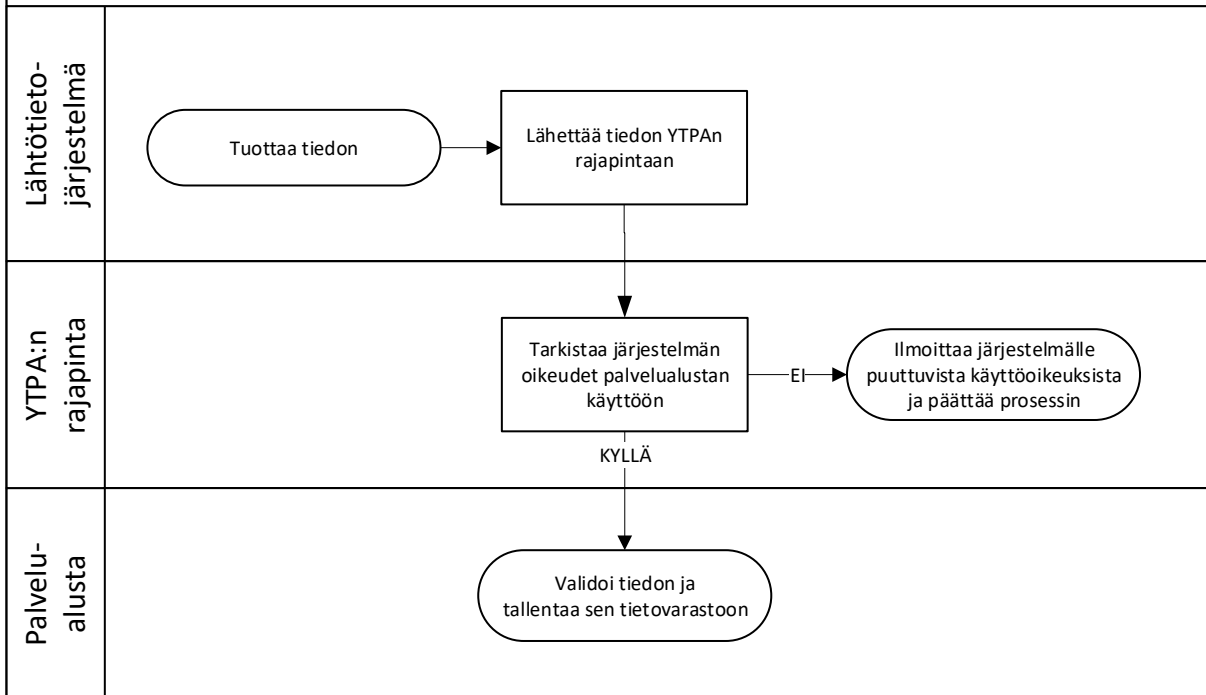 Lähtötieto-
järjestelmä
Tuottaa tiedon
Lähettää tiedon YTPAn
rajapintaan
YTPA:n
rajapinta
Tarkistaa järjestelmän
oikeudet palvelualustan
käyttöön
EI
Ilmoittaa järjestelmälle
puuttuvista käyttöoikeuksista
ja päättää prosessin
KYLLÄ
Palvelu-
alusta
Validoi tiedon ja
tallentaa sen tietovarastoon